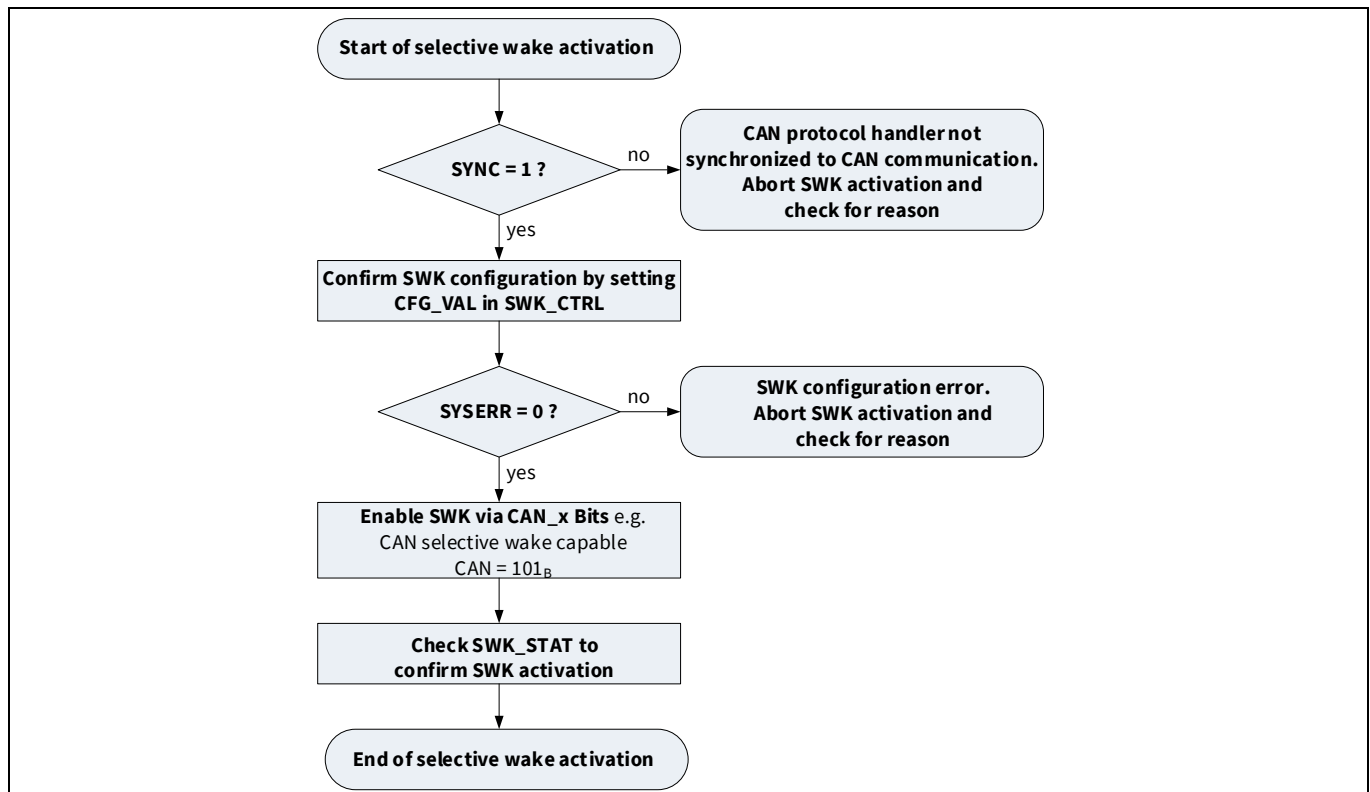 Start of selective wake activation
SYNC = 1 ?
no
CAN protocol handler not
synchronized to CAN communication.
Abort SWK activation and
check for reason
yes
Confirm SWK configuration by setting
CFG_VAL in SWK_CTRL
SYSERR = 0 ?
no
SWK configuration error.
Abort SWK activation and
check for reason
yes
Enable SWK via CAN_x Bits e.g.
CAN selective wake capable
CAN = 101B
Check SWK_STAT to
confirm SWK activation
End of selective wake activation